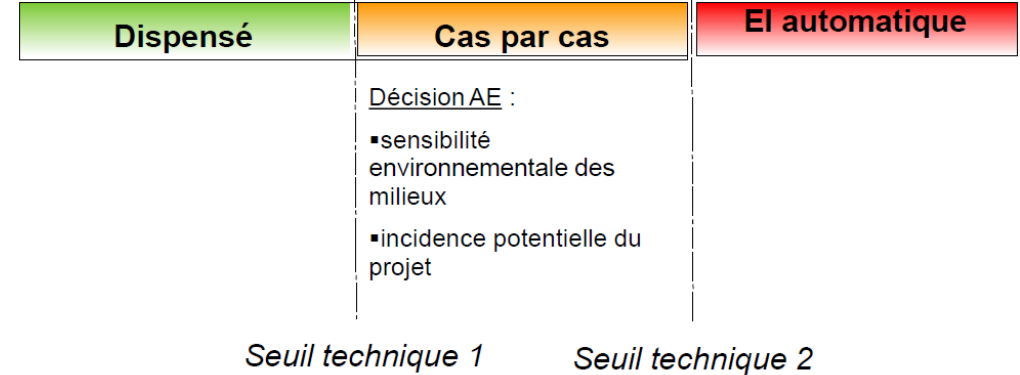 Dispensé
Cas par cas
EI automatique
Décision AE :
▪sensibilité
environnementale des
milieux
▪incidence potentielle du
projet
Seuil technique 1
Seuil technique 2